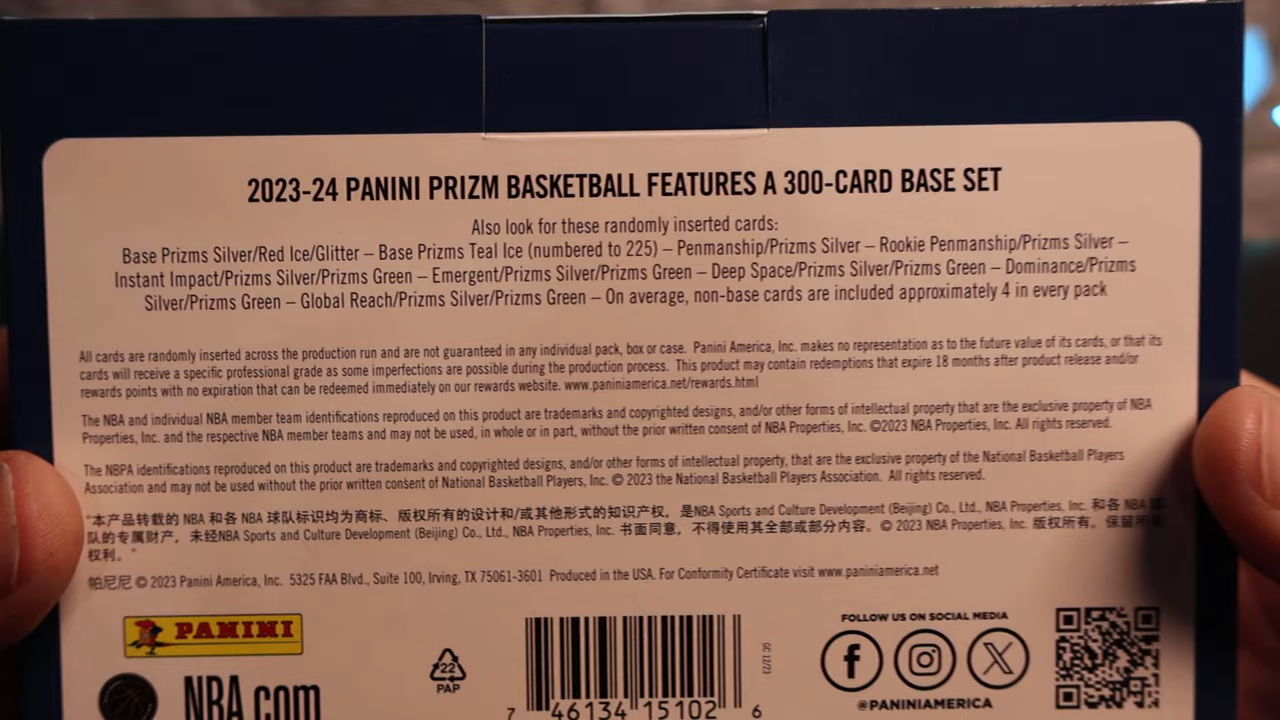 2023-24 PANINI PRIZM BASKETBALL FEATURES A 300-CARD BASE SET
Also look for these randomly inserted cards:
Base Prizms Silver/Red Ice/Glitter – Base Prizms Teal Ice (numbered to 225) – Penmanship/Prizms Silver – Rookie Penmanship/Prizms Silver –
Instant Impact/Prizms Silver/Prizms Green – Emergent/Prizms Silver/Prizms Green – Deep Space/Prizms Silver/Prizms Green – Dominance/Prizms
Silver/Prizms Green – Global Reach/Prizms Silver/Prizms Green – On average, non-base cards are included approximately 4 in every pack
All cards are randomly inserted across the production run and are not guaranteed in any individual pack, box or case. Panini America, Inc. makes no representation as to the future value of its cards, or that its
cards will receive a specific professional grade as some imperfections are possible during the production process. This product may contain redemptions that expire 18 months after product release and/or
rewards points with no expiration that can be redeemed immediately on our rewards website. www.paniniamerica.net/rewards.html
The NBA and individual NBA member team identifications reproduced on this product are trademarks and copyrighted designs, and/or other forms of intellectual property that are the exclusive property of NBA
Properties, Inc. and the respective NBA member teams and may not be used, in whole or in part, without the prior written consent of NBA Properties, Inc. ©2023 NBA Properties, Inc. All rights reserved.
The NBPA identifications reproduced on this product are trademarks and copyrighted designs, and/or other forms of intellectual property, that are the exclusive property of the National Basketball Players
Association and may not be used without the prior written consent of National Basketball Players, Inc. © 2023 the National Basketball Players Association. All rights reserved.
"本产品转载的 NBA 和各 NBA 球队标识均为商标、版权所有的设计和/或其他形式的知识产权，是NBA Sports and Culture Development (Beijing) Co., Ltd., NBA Properties, Inc. 和各 NBA 球
队的专属财产，未经NBA Sports and Culture Development (Beijing) Co., Ltd., NBA Properties, Inc. 书面同意，不得使用其全部或部分内容。© 2023 NBA Properties, Inc. 版权所有。保留所有
权利。"
帕尼尼 © 2023 Panini America, Inc. 5325 FAA Blvd., Suite 100, Irving, TX 75061-3601 Produced in the USA. For Conformity Certificate visit www.paniniamerica.net
PANINI
NBA.com
22
PAP
7 46134 15102 6
GC 12/23
FOLLOW US ON SOCIAL MEDIA
@PANINIAMERICA